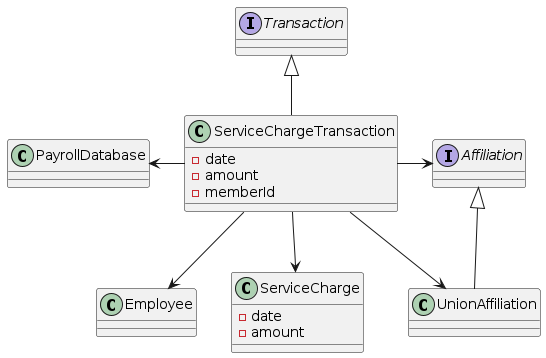 I Transaction
C ServiceChargeTransaction
date
amount
memberId
C PayrollDatabase
I Affiliation
C Employee
C ServiceCharge
date
amount
C UnionAffiliation